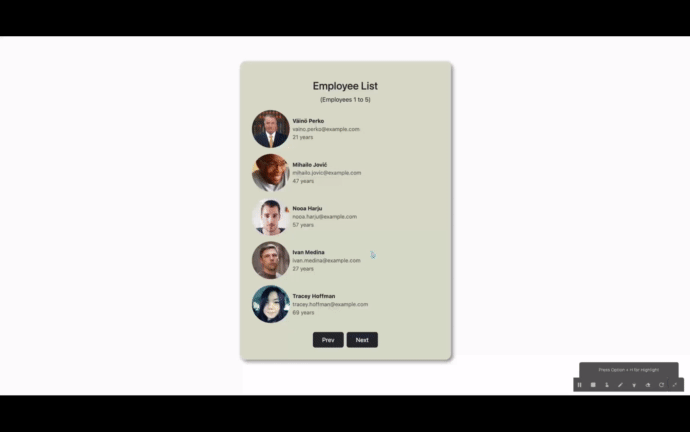 Employee List
(Employees 1 to 5)
Väinö Perko
vaino.perko@example.com
21 years
Mihailo Jović
mihailo.jovic@example.com
47 years
Nooa Harju
nooa.harju@example.com
57 years
Ivan Medina
ivan.medina@example.com
27 years
Tracey Hoffman
tracey.hoffman@example.com
69 years
Prev
Next
Press Option + H for Highlight